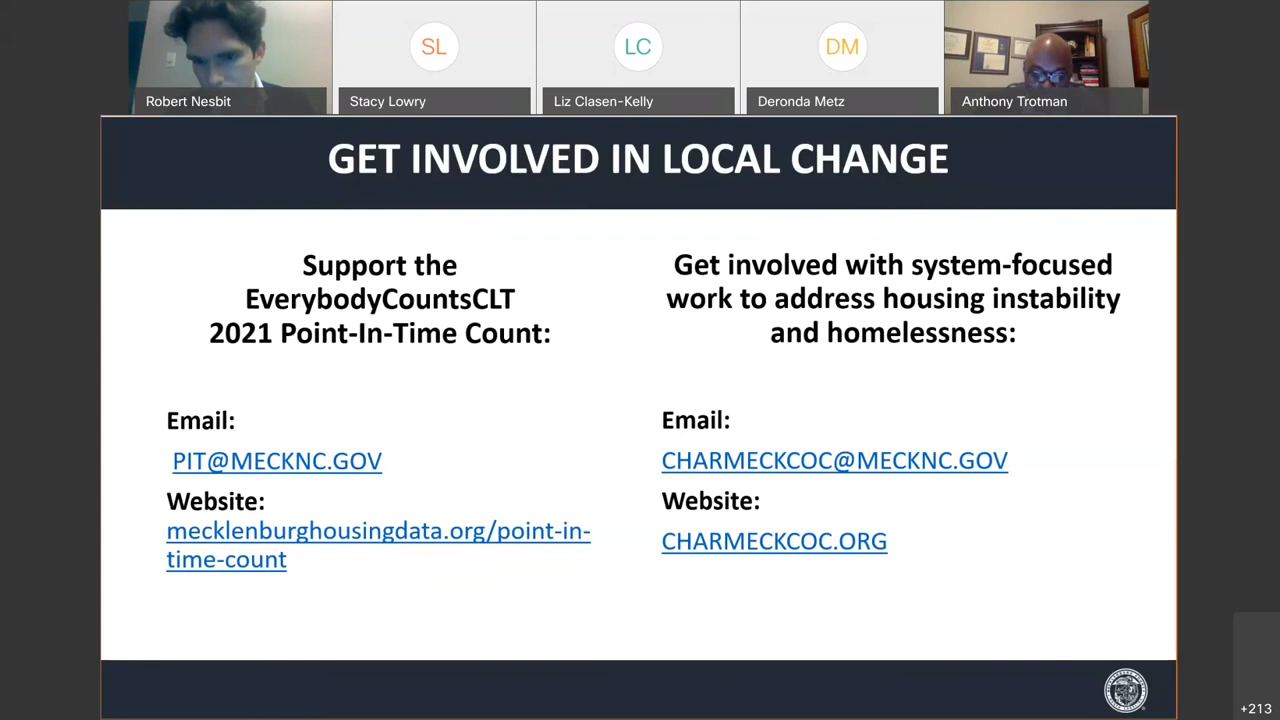 SL
LC
DM
Robert Nesbit
Stacy Lowry
Liz Clasen-Kelly
Deronda Metz
Anthony Trotman
GET INVOLVED IN LOCAL CHANGE
Support the
EverybodyCountsCLT
2021 Point-In-Time Count:
Email:
PIT@MECKNC.GOV
Website:
mecklenburghousingdata.org/point-in-
time-count
Get involved with system-focused
work to address housing instability
and homelessness:
Email:
CHARMECKCOC@MECKNC.GOV
Website:
CHARMECKCOC.ORG
+213